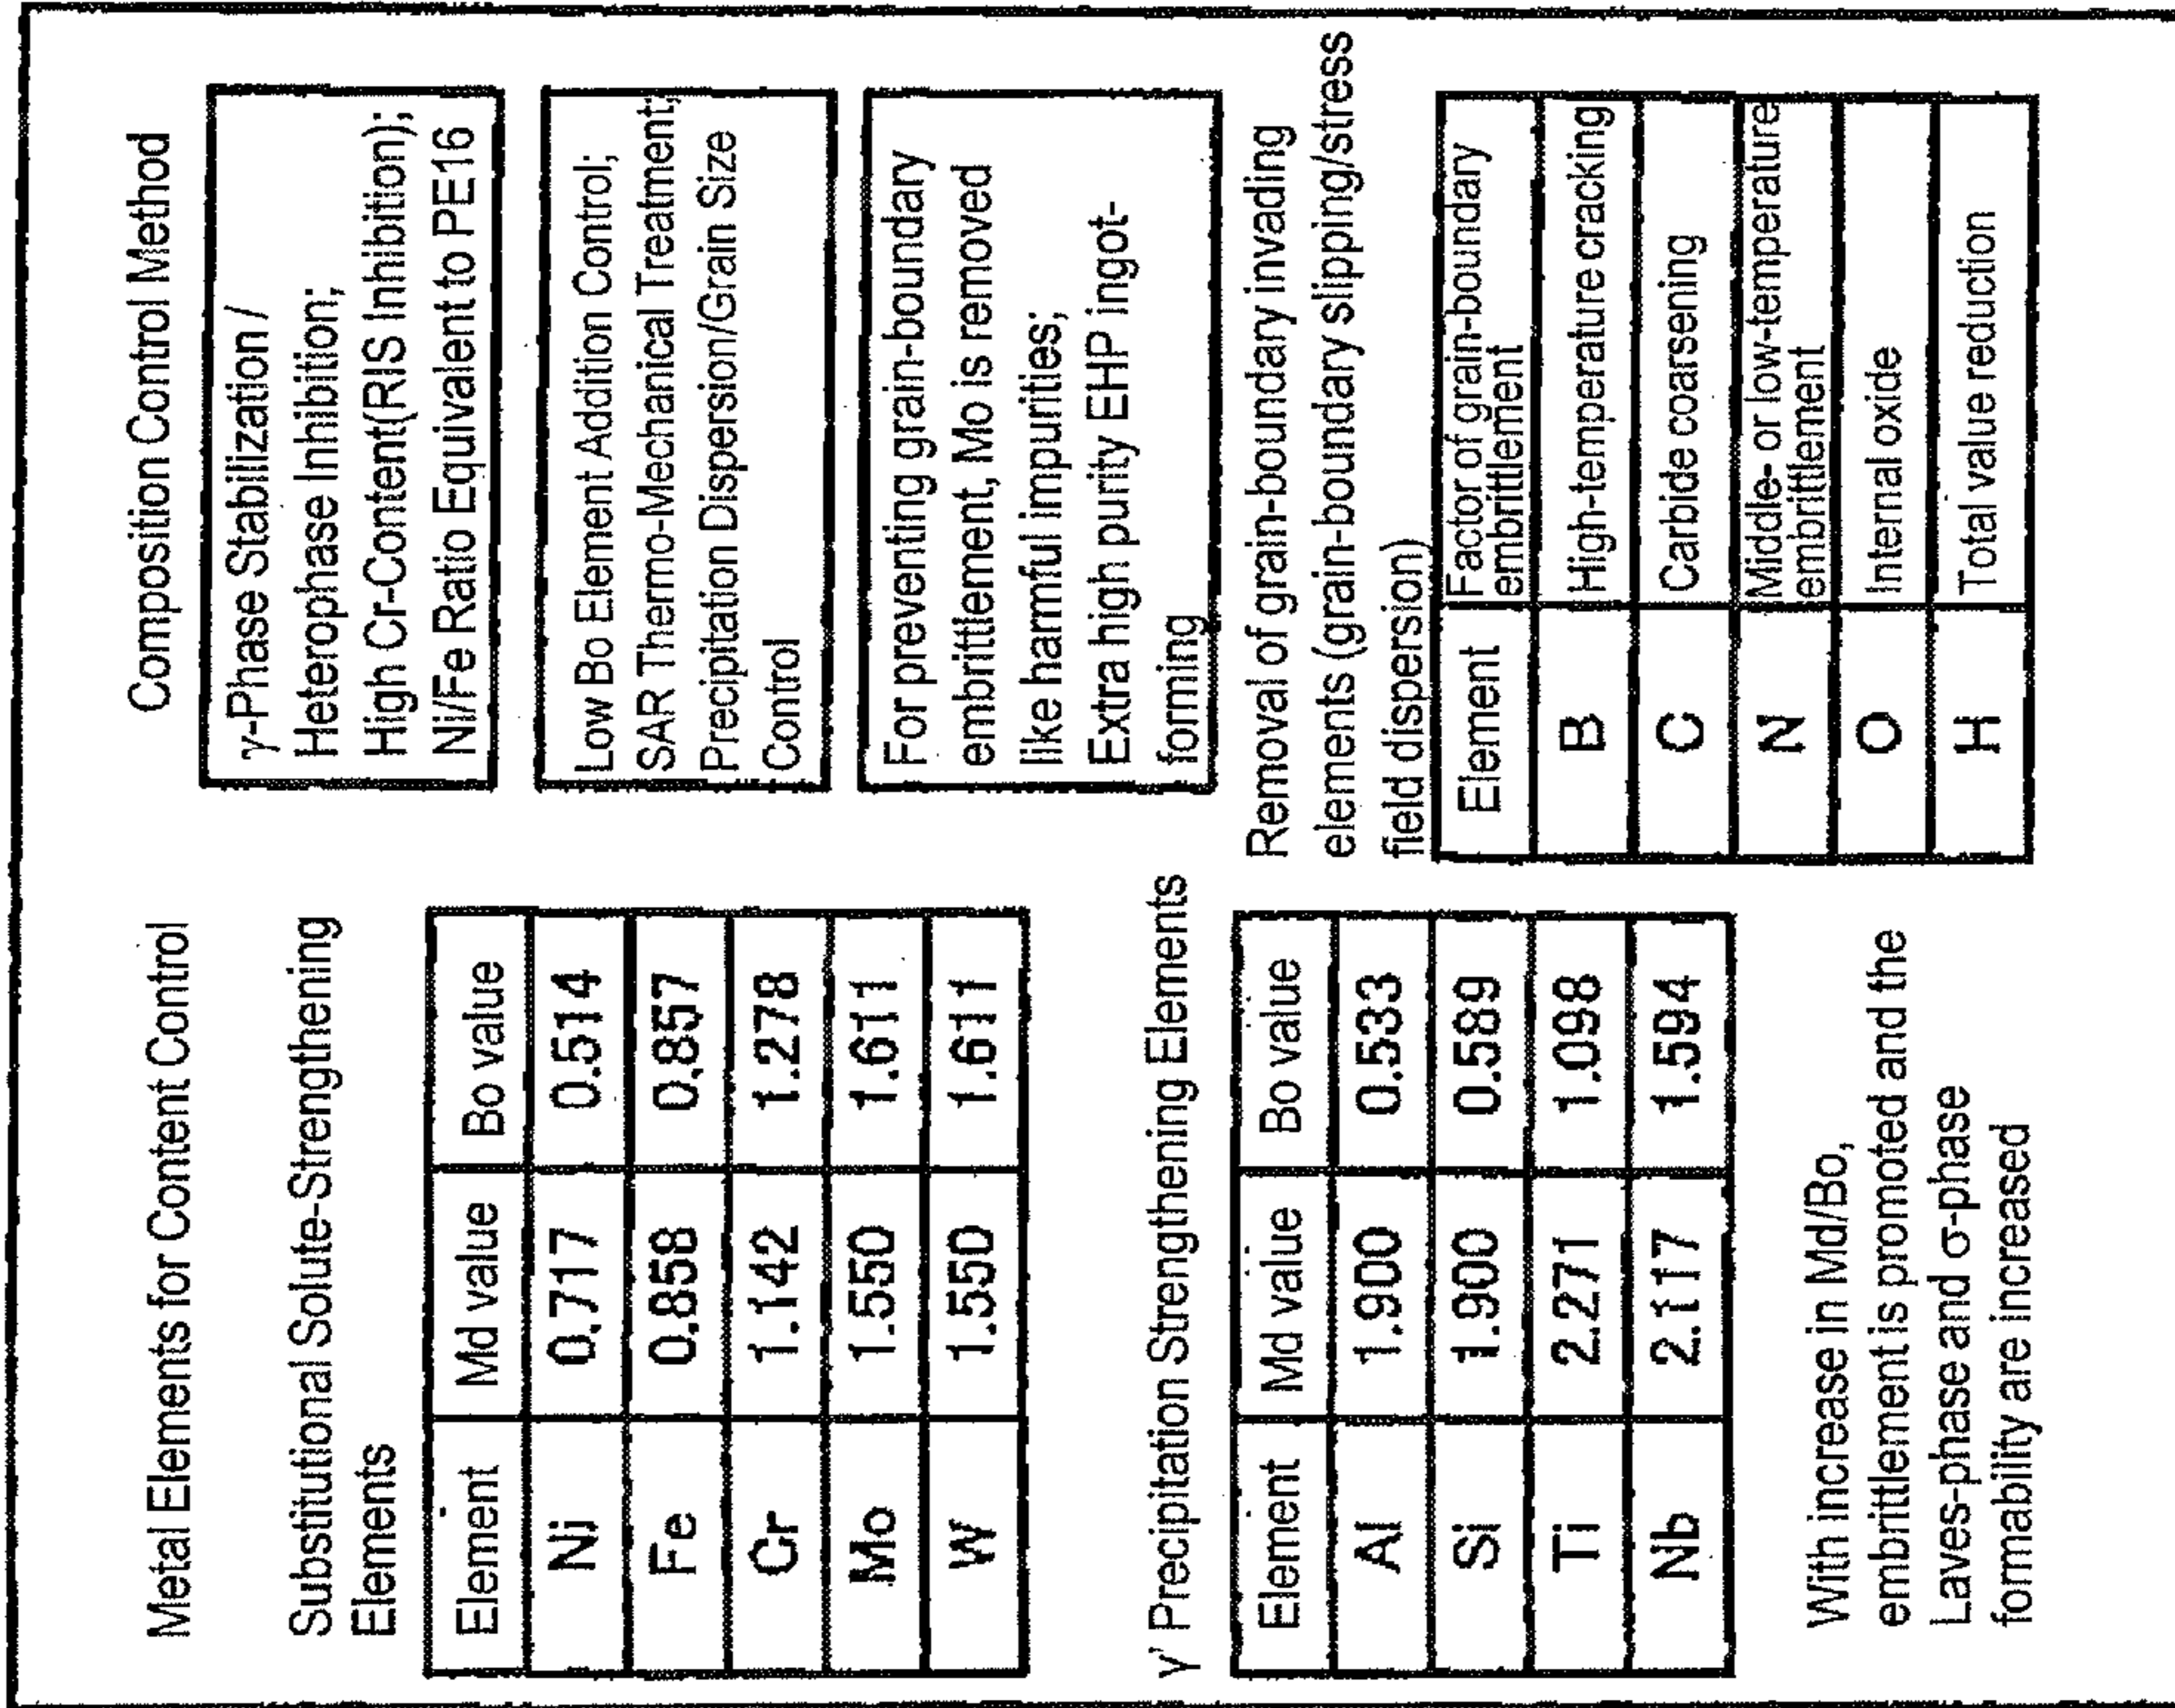 Metal Elements for Content Control
Substitutional Solute-Strengthening
Elements
Element Md value Bo value
Ni 0.717 0.514
Fe 0.858 0.857
Cr 1.142 1.278
Mo 1.550 1.611
W 1.550 1.611
γ' Precipitation Strengthening Elements
Element Md value Bo value
Al 1.900 0.533
Si 1.900 0.589
Ti 2.271 1.098
Nb 2.117 1.594
With increase in Md/Bo,
embrittlement is promoted and the
Laves-phase and σ-phase
formability are increased
Composition Control Method
γ-Phase Stabilization /
Heterophase Inhibition;
High Cr-Content(RIS Inhibition);
Ni/Fe Ratio Equivalent to PE16
Low Bo Element Addition Control;
SAR Thermo-Mechanical Treatment;
Precipitation Dispersion/Grain Size
Control
For preventing grain-boundary
embrittlement, Mo is removed
like harmful impurities;
Extra high purity EHP ingot-
forming
Removal of grain-boundary invading
elements (grain-boundary slipping/stress
field dispersion)
Element Factor of grain-boundary
embrittlement
B High-temperature cracking
C Carbide coarsening
N Middle- or low-temperature
embrittlement
O Internal oxide
H Total value reduction